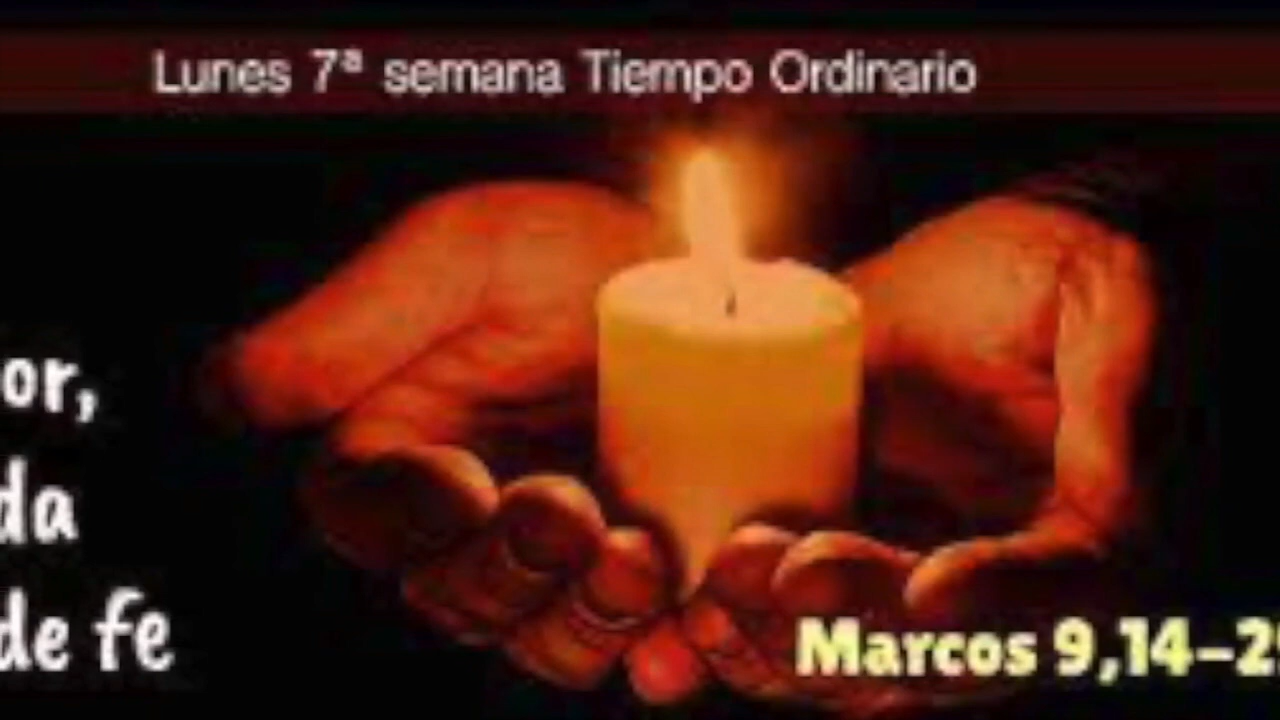 Lunes 7ª semana Tiempo Ordinario
or,
da
de fe
Marcos 9,14-2